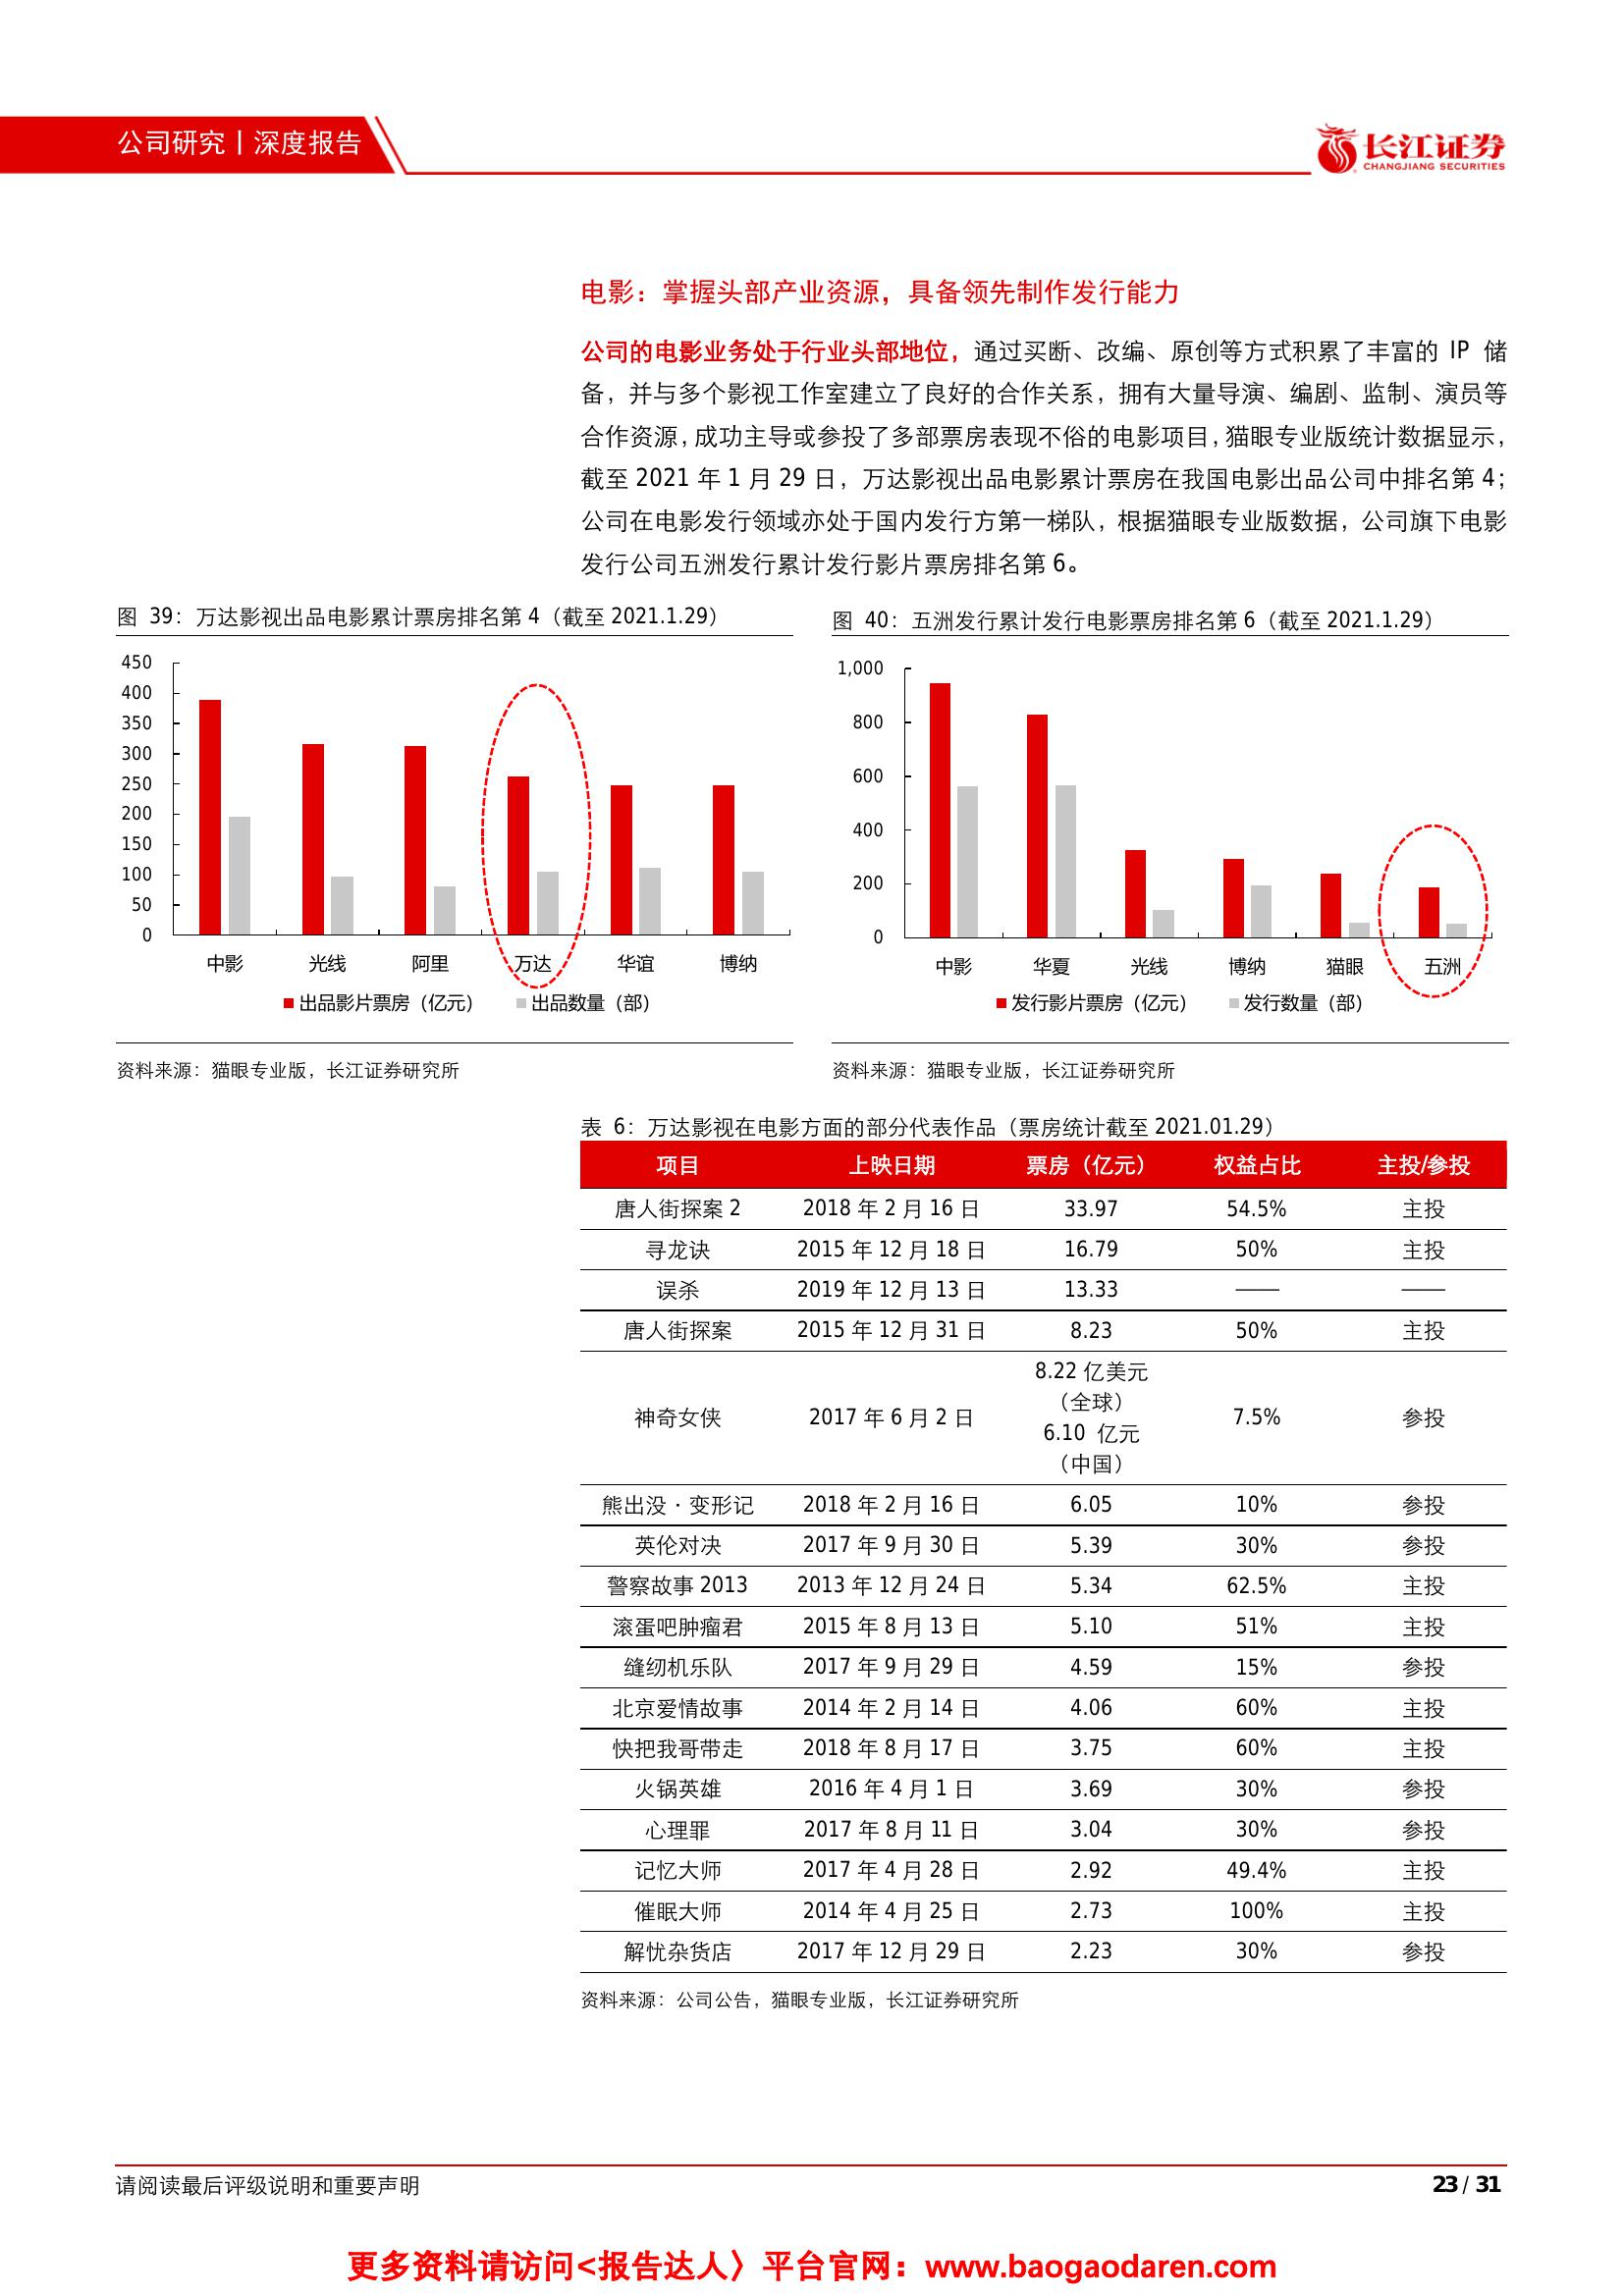 公司研究丨深度报告
长江证券
CHANGJIANG SECURITIES
电影：掌握头部产业资源，具备领先制作发行能力
公司的电影业务处于行业头部地位，通过买断、改编、原创等方式积累了丰富的 IP 储
备，并与多个影视工作室建立了良好的合作关系，拥有大量导演、编剧、监制、演员等
合作资源，成功主导或参投了多部票房表现不俗的电影项目，猫眼专业版统计数据显示，
截至 2021 年 1 月 29 日，万达影视出品电影累计票房在我国电影出品公司中排名第 4；
公司在电影发行领域亦处于国内发行方第一梯队，根据猫眼专业版数据，公司旗下电影
发行公司五洲发行累计发行影片票房排名第 6。
图 39：万达影视出品电影累计票房排名第 4（截至 2021.1.29）
450
400
350
300
250
200
150
100
50
0
中影 光线 阿里 万达 华谊 博纳
出品影片票房（亿元） 出品数量（部）
资料来源：猫眼专业版，长江证券研究所
图 40：五洲发行累计发行电影票房排名第 6（截至 2021.1.29）
1,000
800
600
400
200
0
中影 华夏 光线 博纳 猫眼 五洲
发行影片票房（亿元） 发行数量（部）
资料来源：猫眼专业版，长江证券研究所
表 6：万达影视在电影方面的部分代表作品（票房统计截至 2021.01.29）
项目 上映日期 票房（亿元） 权益占比 主投/参投
唐人街探案 2 2018 年 2 月 16 日 33.97 54.5% 主投
寻龙诀 2015 年 12 月 18 日 16.79 50% 主投
误杀 2019 年 12 月 13 日 13.33 —— ——
唐人街探案 2015 年 12 月 31 日 8.23 50% 主投
神奇女侠 2017 年 6 月 2 日 8.22 亿美元
（全球）
6.10 亿元
（中国） 7.5% 参投
熊出没·变形记 2018 年 2 月 16 日 6.05 10% 参投
英伦对决 2017 年 9 月 30 日 5.39 30% 参投
警察故事 2013 2013 年 12 月 24 日 5.34 62.5% 主投
滚蛋吧肿瘤君 2015 年 8 月 13 日 5.10 51% 主投
缝纫机乐队 2017 年 9 月 29 日 4.59 15% 参投
北京爱情故事 2014 年 2 月 14 日 4.06 60% 主投
快把我哥带走 2018 年 8 月 17 日 3.75 60% 主投
火锅英雄 2016 年 4 月 1 日 3.69 30% 参投
心理罪 2017 年 8 月 11 日 3.04 30% 参投
记忆大师 2017 年 4 月 28 日 2.92 49.4% 主投
催眠大师 2014 年 4 月 25 日 2.73 100% 主投
解忧杂货店 2017 年 12 月 29 日 2.23 30% 参投
资料来源：公司公告，猫眼专业版，长江证券研究所
请阅读最后评级说明和重要声明
23 / 31
更多资料请访问<报告达人〉平台官网：www.baogaodaren.com